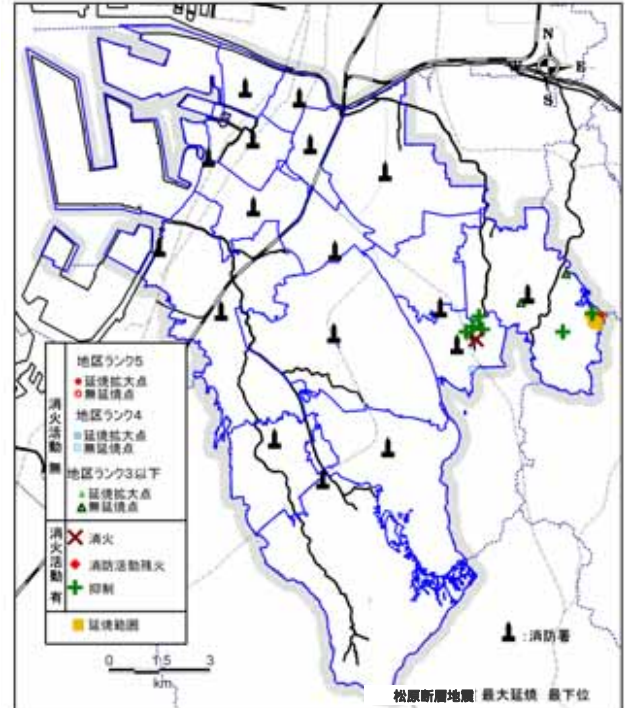 N
W E
S
消火活動 無
地区ランク5
延焼拡大点
無延焼点
地区ランク4
延焼拡大点
無延焼点
地区ランク3以下
延焼拡大点
無延焼点
消火活動 有
消火
消防活動残火
抑制
延焼範囲
0 1.5 3
km
:消防署
松原断層地震 最大延焼 最下位